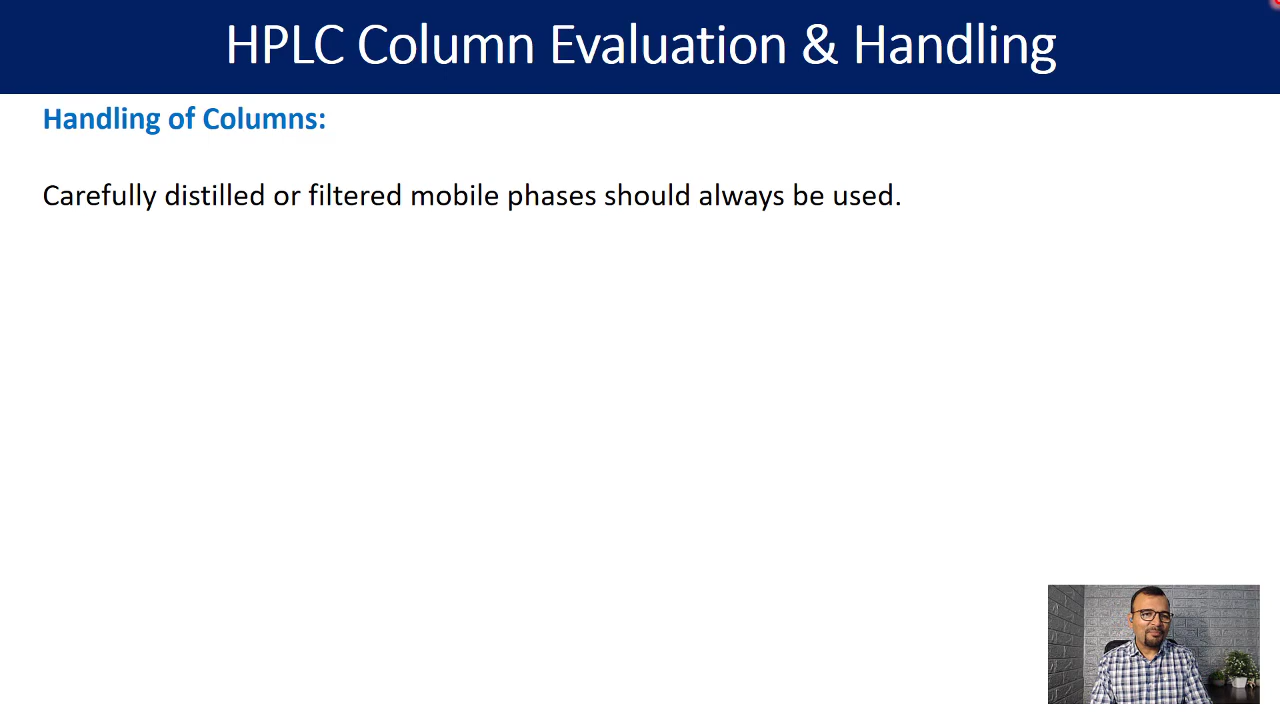 HPLC Column Evaluation & Handling
Handling of Columns:
Carefully distilled or filtered mobile phases should always be used.